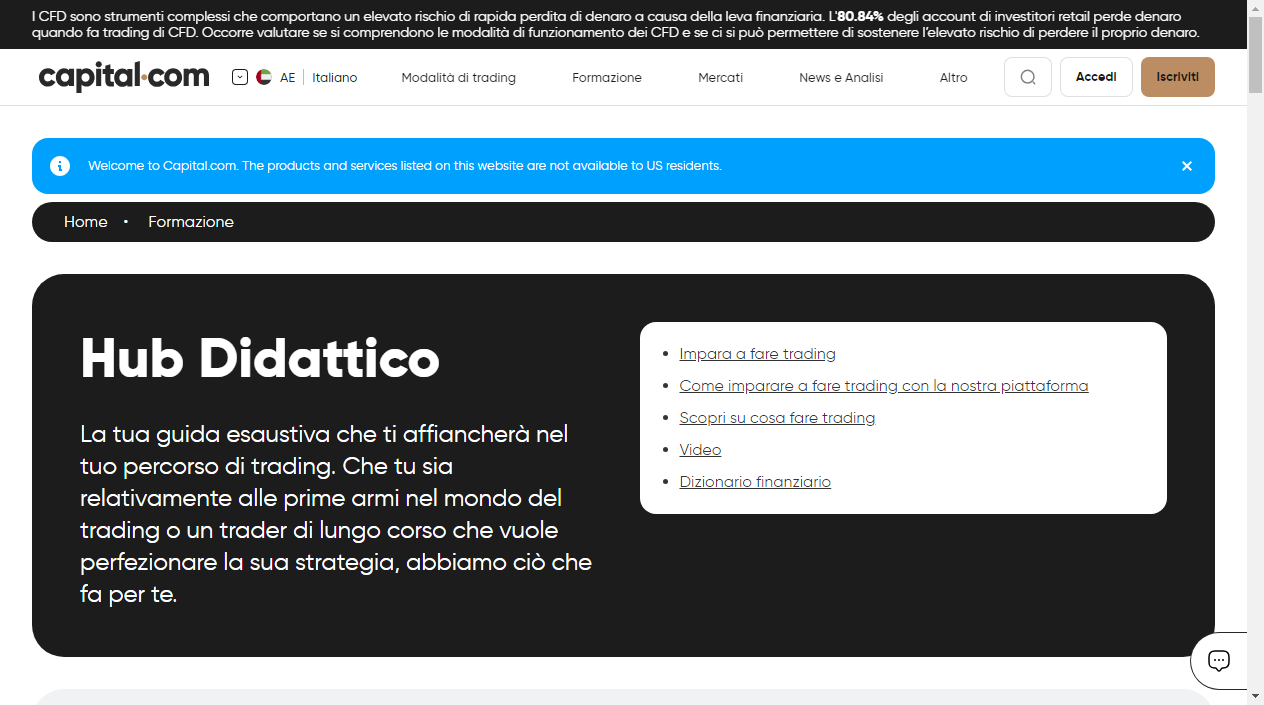 I CFD sono strumenti complessi che comportano un elevato rischio di rapida perdita di denaro a causa della leva finanziaria. L'80.84% degli account di investitori retail perde denaro
quando fa trading di CFD. Occorre valutare se si comprendono le modalità di funzionamento dei CFD e se ci si può permettere di sostenere l'elevato rischio di perdere il proprio denaro.
capital.com AE Italiano Modalità di trading Formazione Mercati News e Analisi Altro Accedi Iscriviti
Welcome to Capital.com. The products and services listed on this website are not available to US residents.
Home • Formazione
Hub Didattico
La tua guida esaustiva che ti affiancherà nel
tuo percorso di trading. Che tu sia
relativamente alle prime armi nel mondo del
trading o un trader di lungo corso che vuole
perfezionare la sua strategia, abbiamo ciò che
fa per te.
• Impara a fare trading
• Come imparare a fare trading con la nostra piattaforma
• Scopri su cosa fare trading
• Video
• Dizionario finanziario